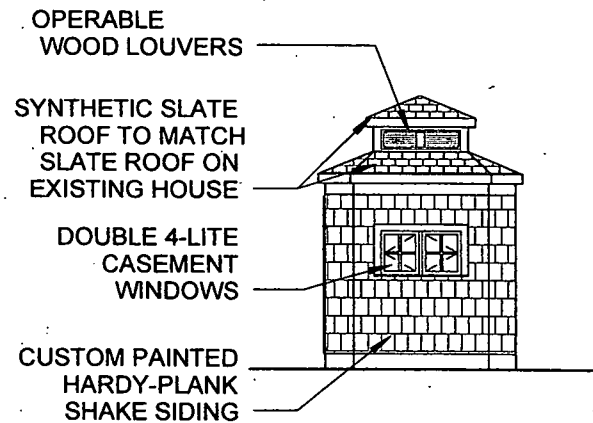 OPERABLE
WOOD LOUVERS
SYNTHETIC SLATE
ROOF TO MATCH
SLATE ROOF ON
EXISTING HOUSE
DOUBLE 4-LITE
CASEMENT
WINDOWS
CUSTOM PAINTED
HARDY-PLANK
SHAKE SIDING